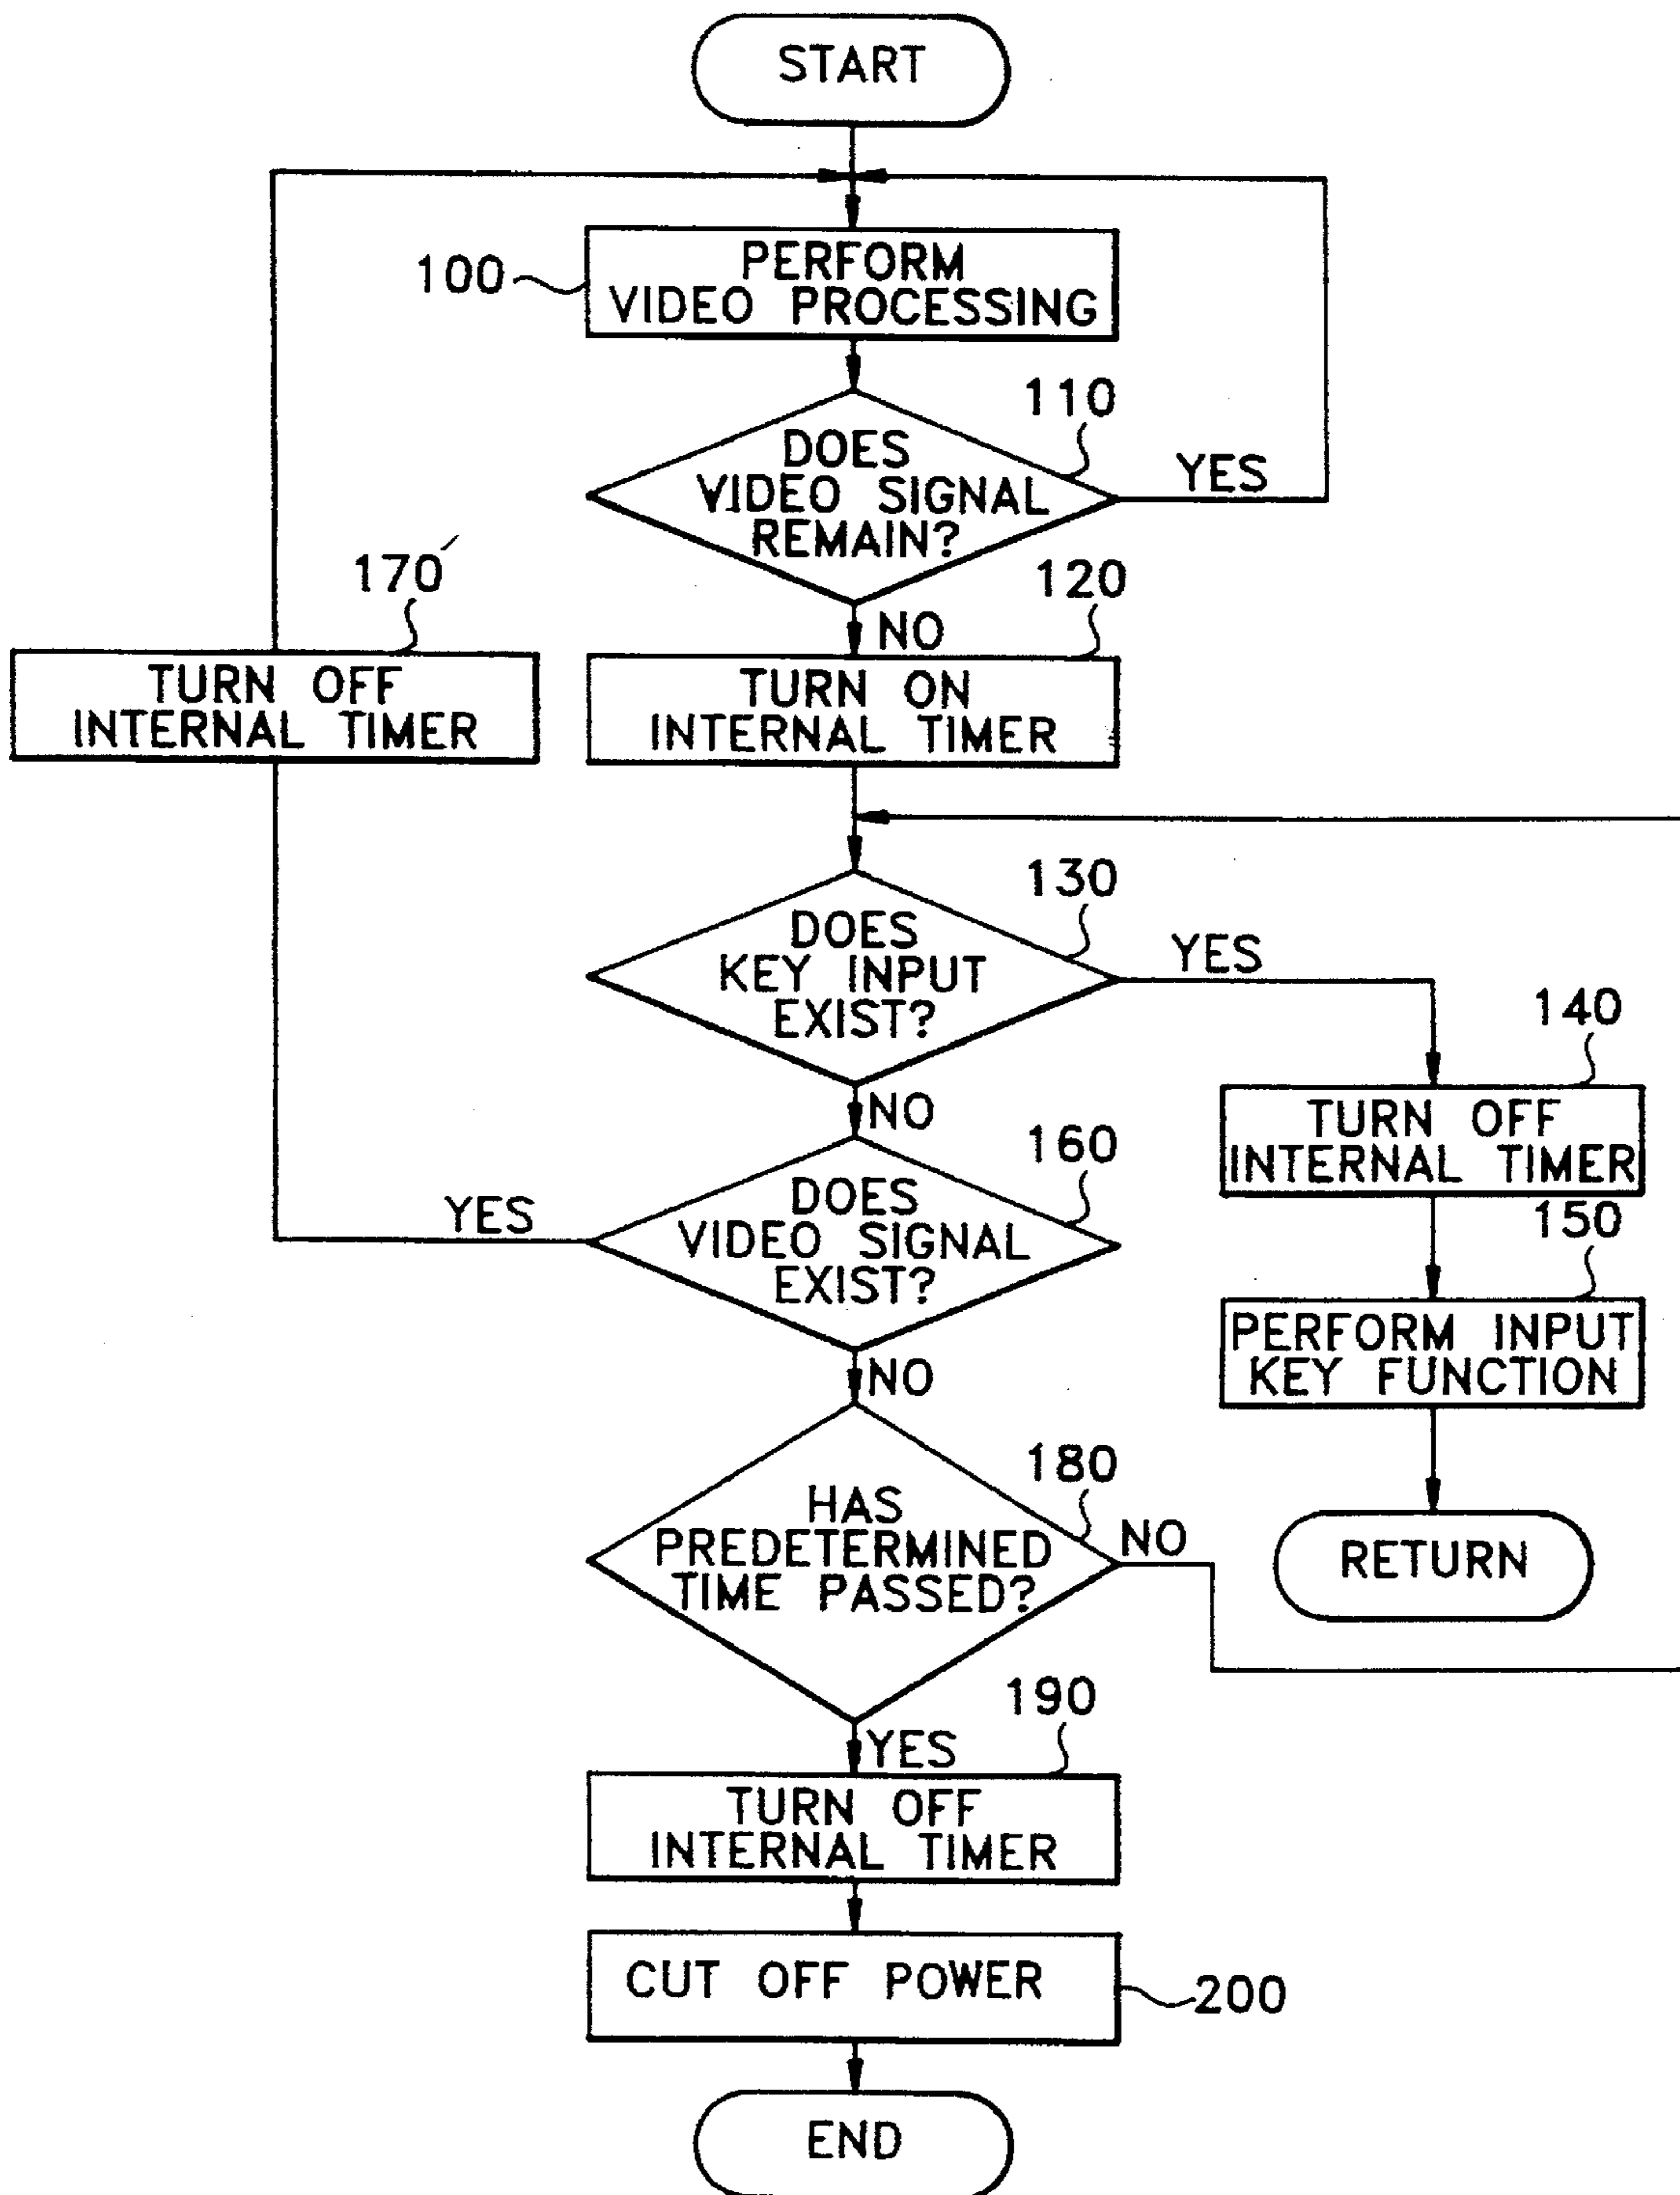 START
100
PERFORM
VIDEO PROCESSING
110
DOES
VIDEO SIGNAL
REMAIN?
YES
NO
170
TURN OFF
INTERNAL TIMER
120
TURN ON
INTERNAL TIMER
130
DOES
KEY INPUT
EXIST?
YES
NO
140
TURN OFF
INTERNAL TIMER
150
PERFORM INPUT
KEY FUNCTION
RETURN
160
DOES
VIDEO SIGNAL
EXIST?
YES
NO
180
HAS
PREDETERMINED
TIME PASSED?
NO
YES
190
TURN OFF
INTERNAL TIMER
CUT OFF POWER
200
END